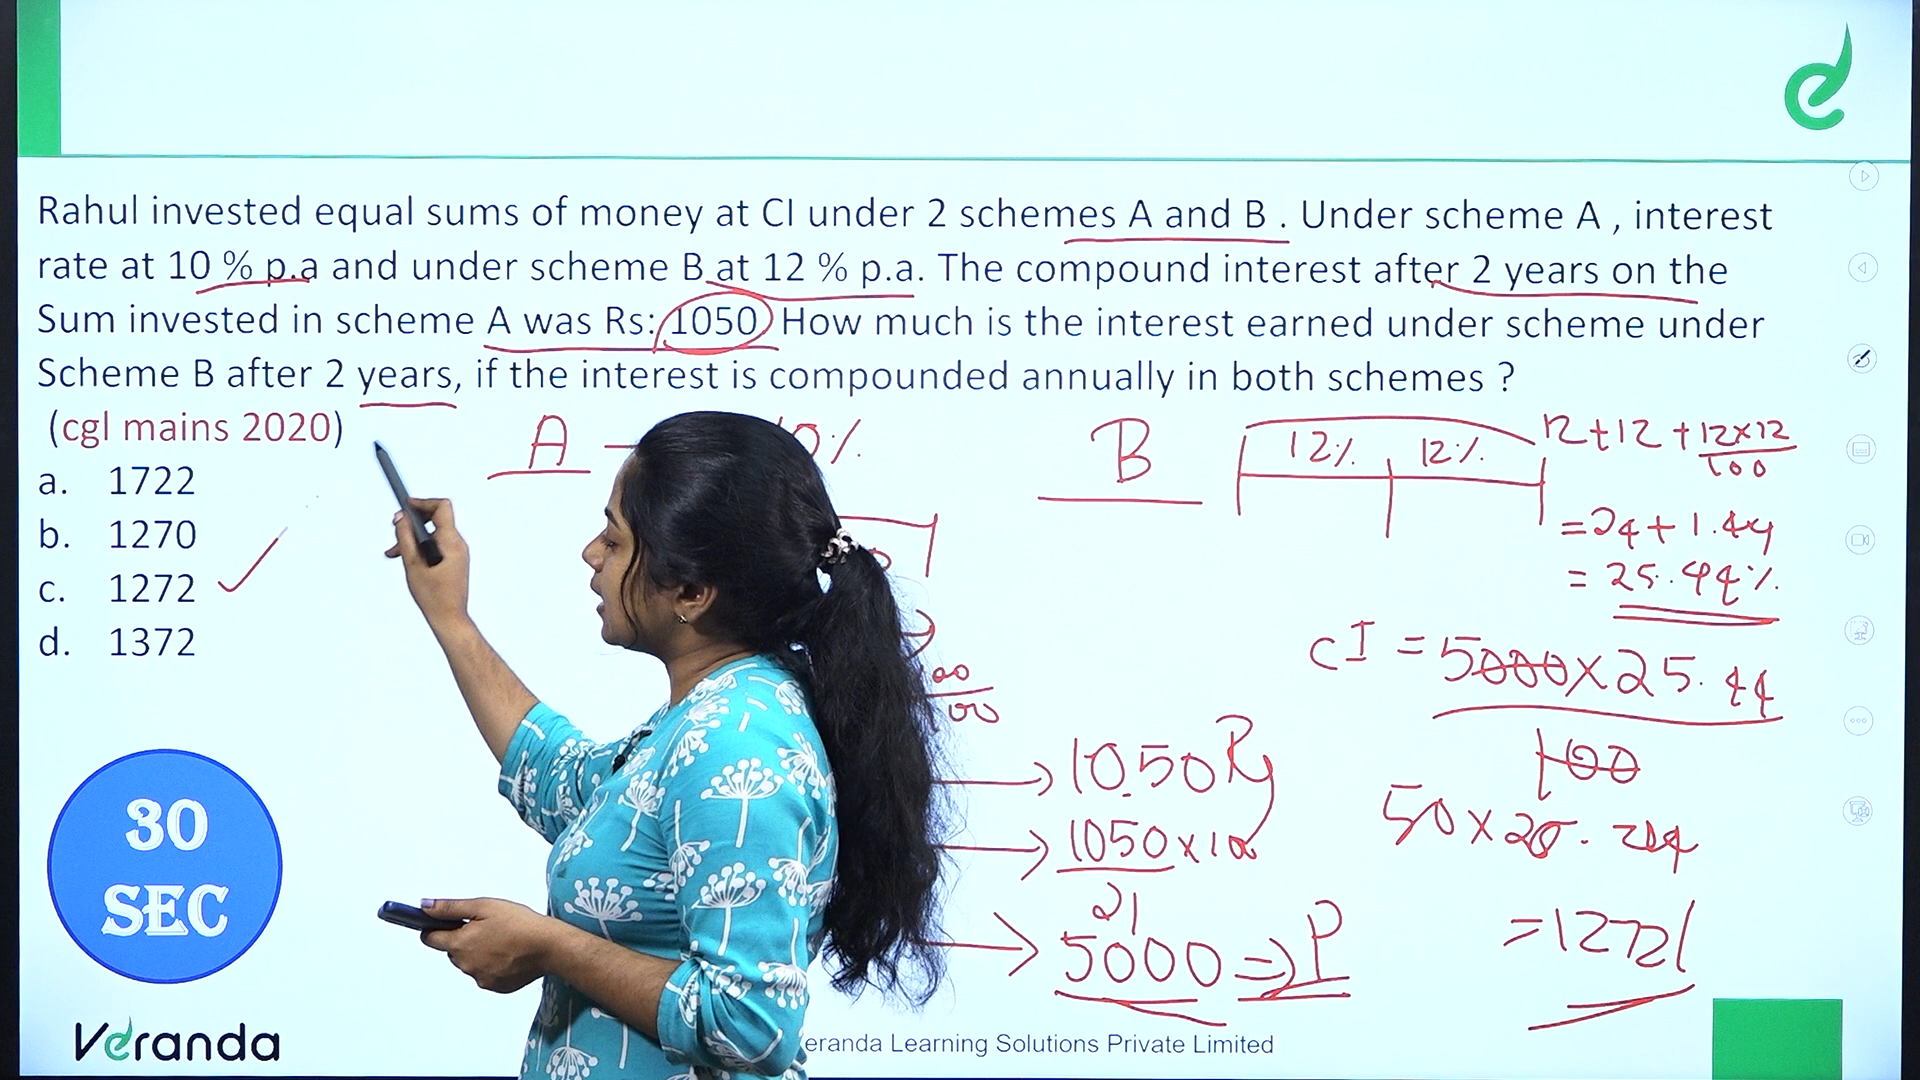 Rahul invested equal sums of money at CI under 2 schemes A and B . Under scheme A , interest
rate at 10 % p.a and under scheme B at 12 % p.a. The compound interest after 2 years on the
Sum invested in scheme A was Rs: 1050 How much is the interest earned under scheme under
Scheme B after 2 years, if the interest is compounded annually in both schemes ?
(cgl mains 2020)
a. 1722
b. 1270
c. 1272
d. 1372
A
10%
B
12% 12%
12+12+12×12
100
=24+1.44
= 25.44%
CI = 5000×25.44
100
→ 1050 Rs
→ 1050×100
21
→ 5000 => P
=1272/
30
SEC
Veranda
eranda Learning Solutions Private Limited